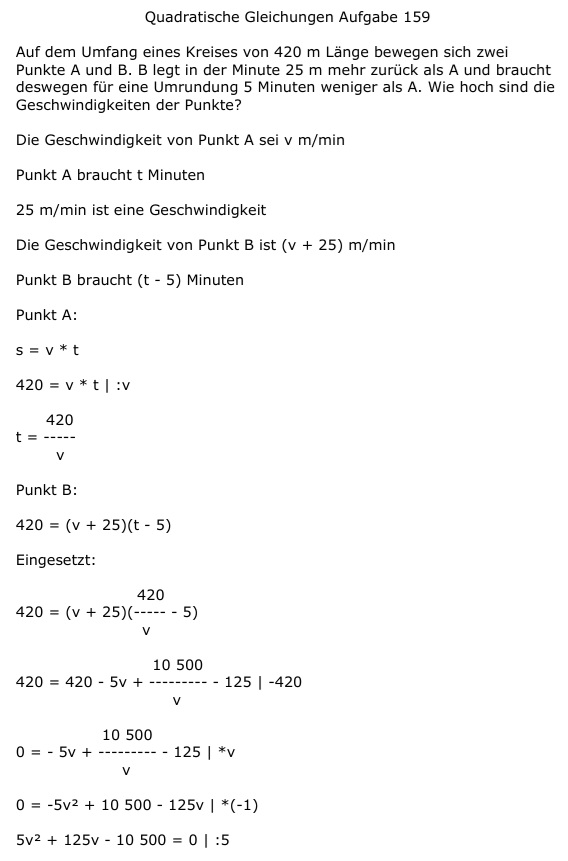 Quadratische Gleichungen Aufgabe 159
Auf dem Umfang eines Kreises von 420 m Länge bewegen sich zwei
Punkte A und B. B legt in der Minute 25 m mehr zurück als A und braucht
deswegen für eine Umrundung 5 Minuten weniger als A. Wie hoch sind die
Geschwindigkeiten der Punkte?
Die Geschwindigkeit von Punkt A sei v m/min
Punkt A braucht t Minuten
25 m/min ist eine Geschwindigkeit
Die Geschwindigkeit von Punkt B ist (v + 25) m/min
Punkt B braucht (t - 5) Minuten
Punkt A:
s = v * t
420 = v * t | :v
420
t = -----
v
Punkt B:
420 = (v + 25)(t - 5)
Eingesetzt:
420
420 = (v + 25)(----- - 5)
v
10 500
420 = 420 - 5v + --------- - 125 | -420
v
10 500
0 = - 5v + --------- - 125 | *v
v
0 = -5v² + 10 500 - 125v | *(-1)
5v² + 125v - 10 500 = 0 | :5